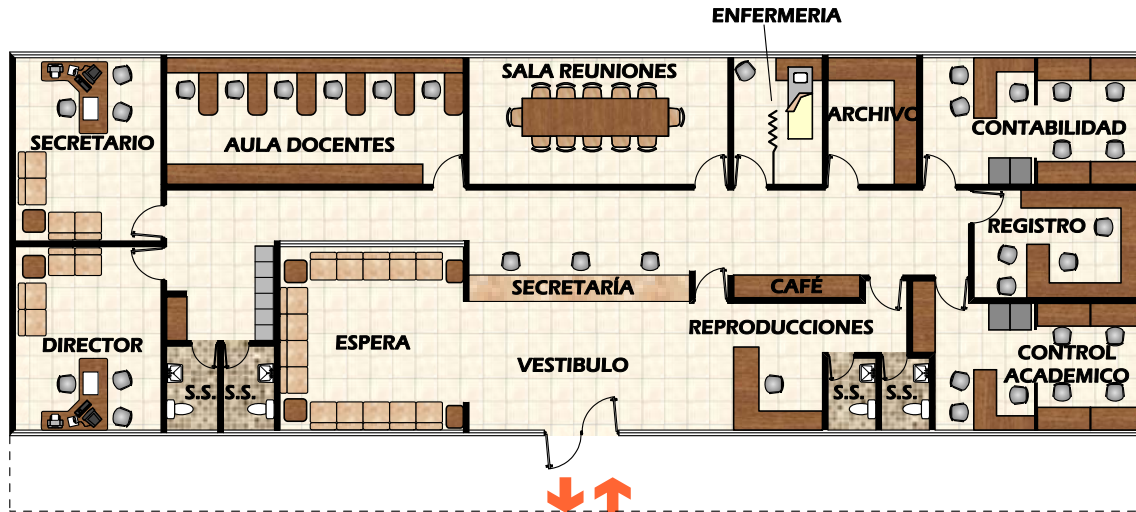 ENFERMERIA
SALA REUNIONES
ARCHIVO
CONTABILIDAD
SECRETARIO
AULA DOCENTES
REGISTRO
SECRETARÍA
CAFÉ
REPRODUCCIONES
DIRECTOR
ESPERA
VESTIBULO
CONTROL
ACADEMICO
S.S.
S.S.
S.S.
S.S.